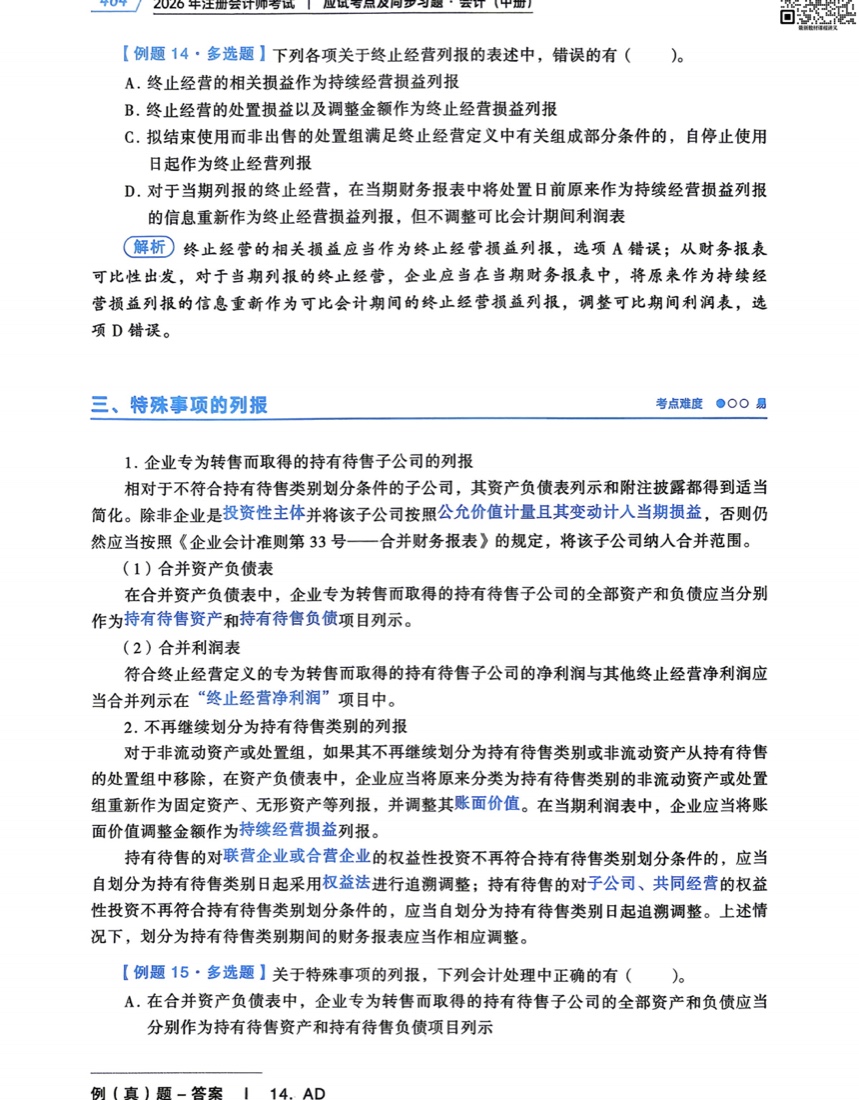 464 2026年注册会计师考试 | 应试考点及同步习题·会计（中册）
【例题14·多选题】下列各项关于终止经营列报的表述中，错误的有（　　）。
A. 终止经营的相关损益作为持续经营损益列报
B. 终止经营的处置损益以及调整金额作为终止经营损益列报
C. 拟结束使用而非出售的处置组满足终止经营定义中有关组成部分条件的，自停止使用
日起作为终止经营列报
D. 对于当期列报的终止经营，在当期财务报表中将处置日前原来作为持续经营损益列报
的信息重新作为终止经营损益列报，但不调整可比会计期间利润表
解析 终止经营的相关损益应当作为终止经营损益列报，选项A错误；从财务报表
可比性出发，对于当期列报的终止经营，企业应当在当期财务报表中，将原来作为持续经
营损益列报的信息重新作为可比会计期间的终止经营损益列报，调整可比期间利润表，选
项D错误。
三、特殊事项的列报 考点难度 ●○○ 易
1. 企业专为转售而取得的持有待售子公司的列报
相对于不符合持有待售类别划分条件的子公司，其资产负债表列示和附注披露都得到适当
简化。除非企业是投资性主体并将该子公司按照公允价值计量且其变动计入当期损益，否则仍
然应当按照《企业会计准则第33号——合并财务报表》的规定，将该子公司纳入合并范围。
（1）合并资产负债表
在合并资产负债表中，企业专为转售而取得的持有待售子公司的全部资产和负债应当分别
作为持有待售资产和持有待售负债项目列示。
（2）合并利润表
符合终止经营定义的专为转售而取得的持有待售子公司的净利润与其他终止经营净利润应
当合并列示在“终止经营净利润”项目中。
2. 不再继续划分为持有待售类别的列报
对于非流动资产或处置组，如果其不再继续划分为持有待售类别或非流动资产从持有待售
的处置组中移除，在资产负债表中，企业应当将原来分类为持有待售类别的非流动资产或处置
组重新作为固定资产、无形资产等列报，并调整其账面价值。在当期利润表中，企业应当将账
面价值调整金额作为持续经营损益列报。
持有待售的对联营企业或合营企业的权益性投资不再符合持有待售类别划分条件的，应当
自划分为持有待售类别日起采用权益法进行追溯调整；持有待售的对子公司、共同经营的权益
性投资不再符合持有待售类别划分条件的，应当自划分为持有待售类别日起追溯调整。上述情
况下，划分为持有待售类别期间的财务报表应当作相应调整。
【例题15·多选题】关于特殊事项的列报，下列会计处理中正确的有（　　）。
A. 在合并资产负债表中，企业专为转售而取得的持有待售子公司的全部资产和负债应当
分别作为持有待售资产和持有待售负债项目列示
例（真）题－答案 | 14. AD